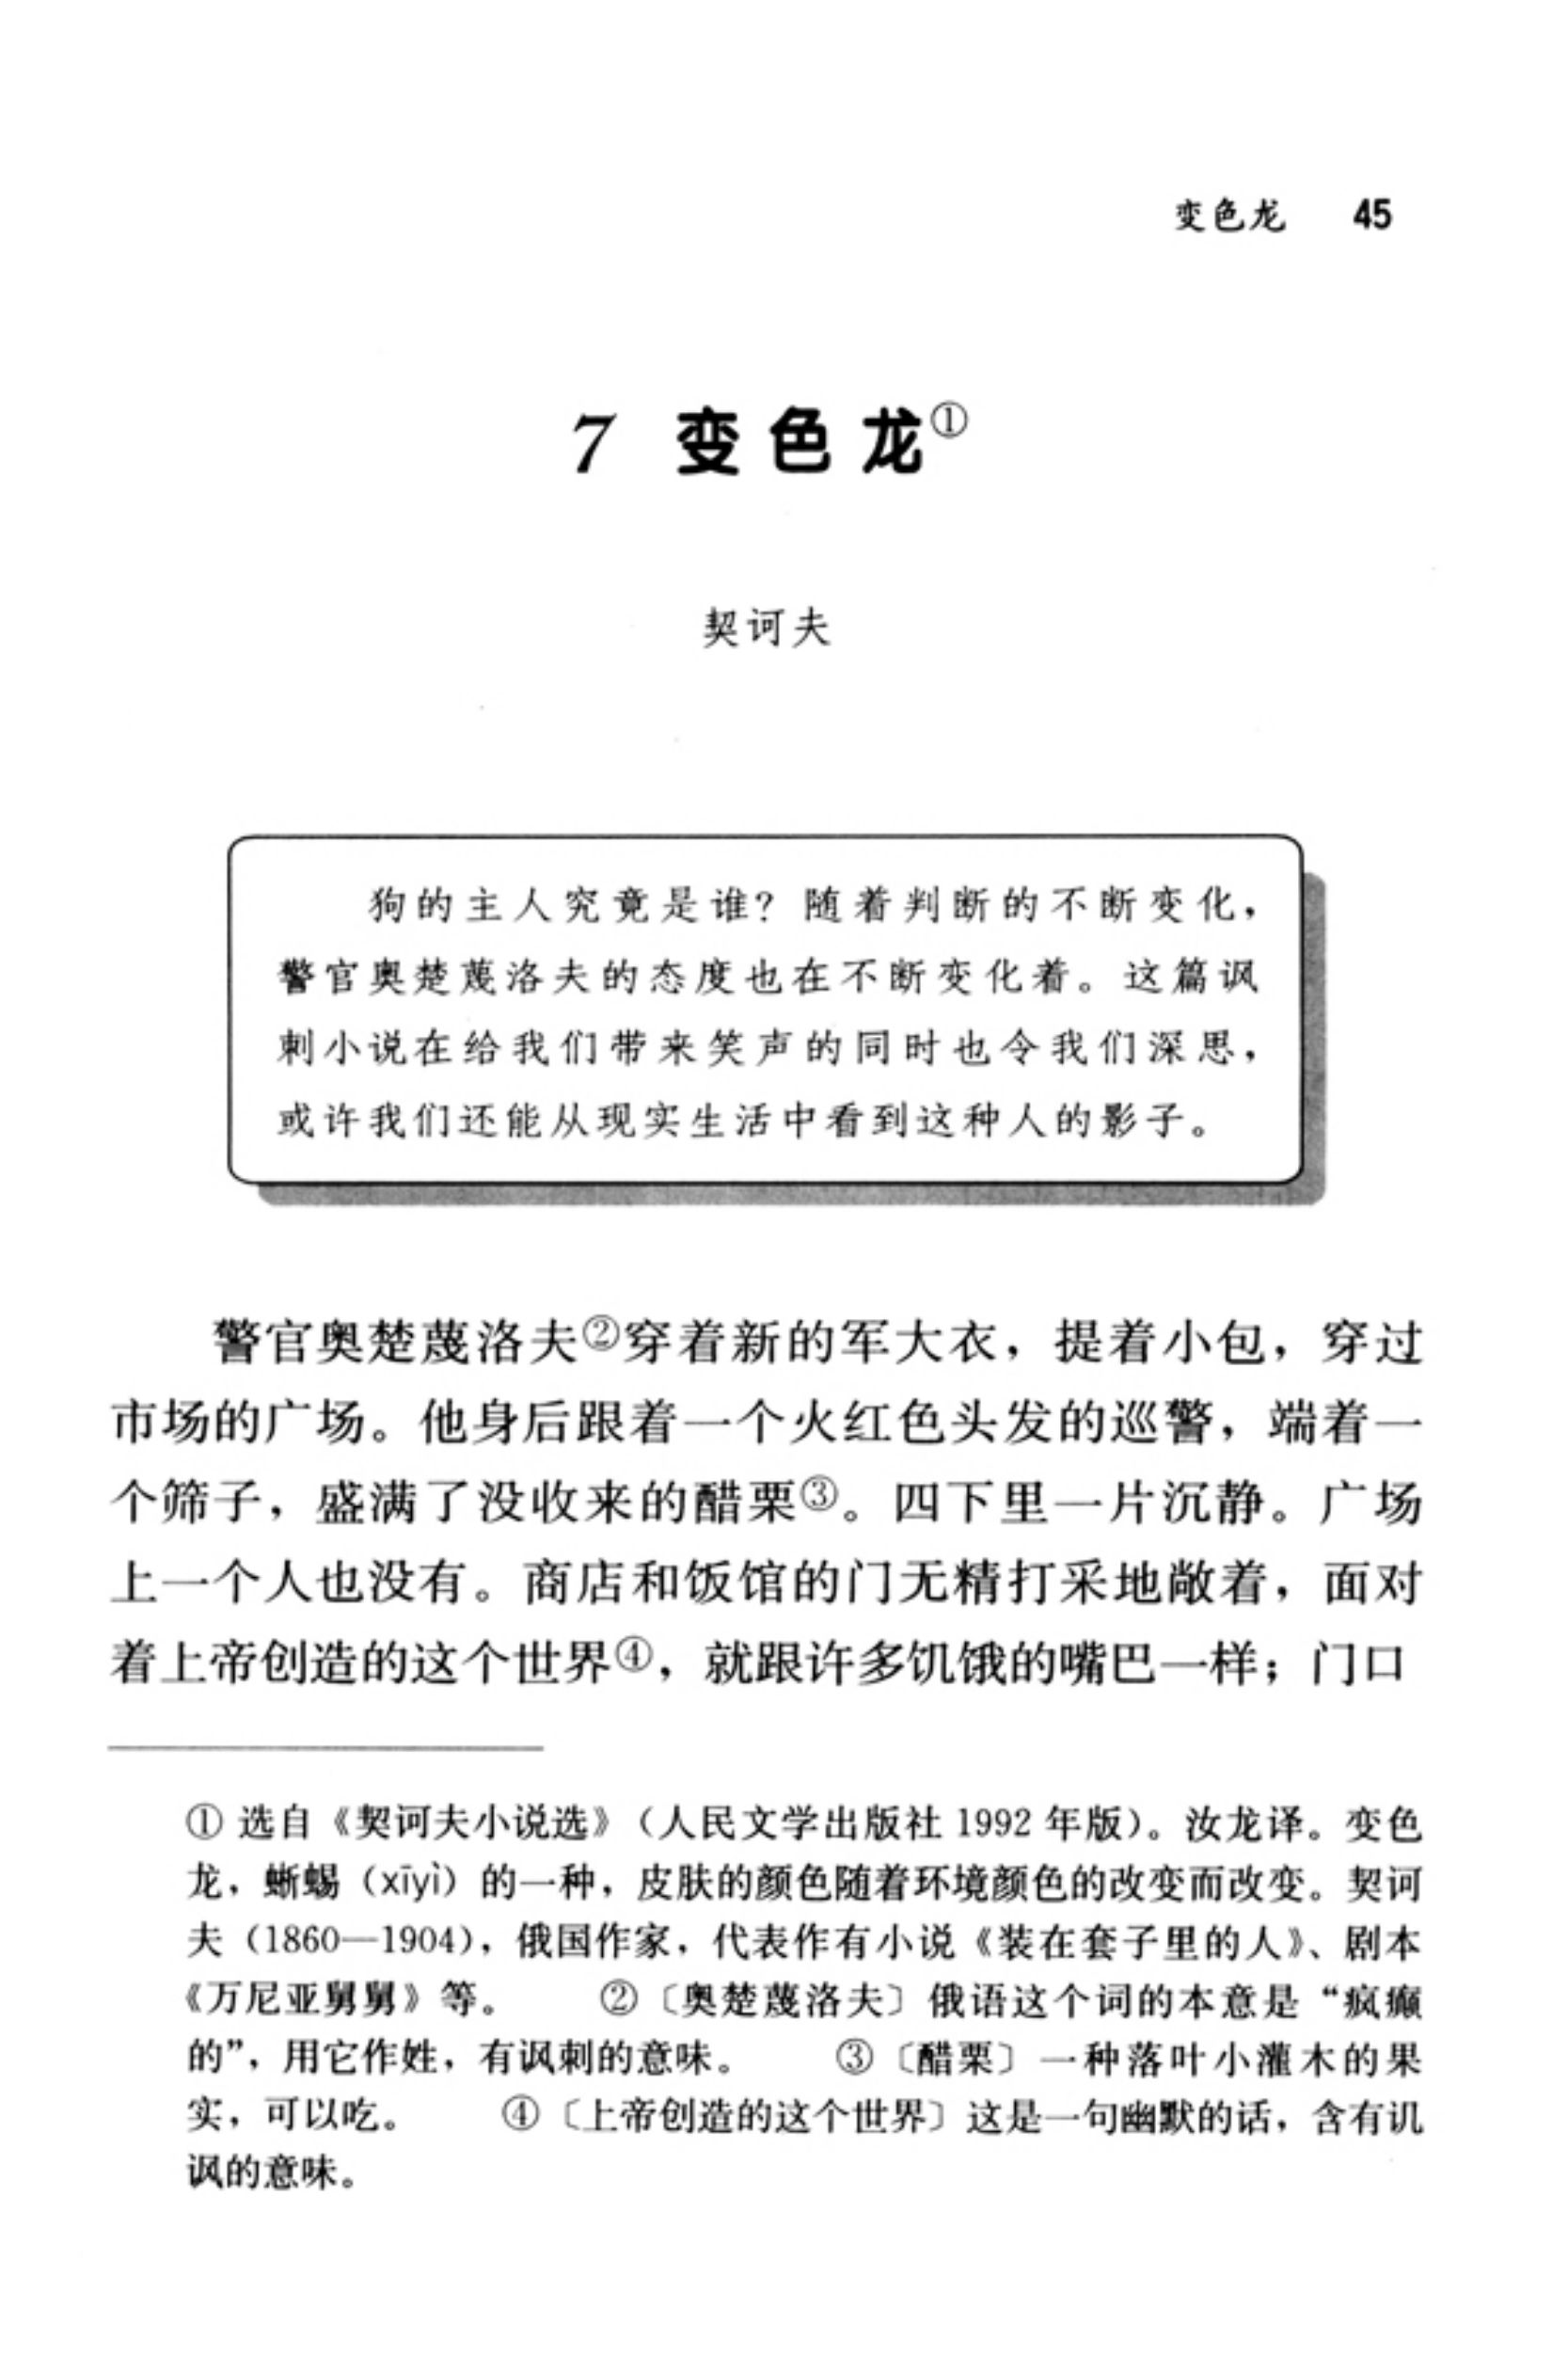 变色龙 45
7 变色龙①
契诃夫
狗的主人究竟是谁？随着判断的不断变化，
警官奥楚蔑洛夫的态度也在不断变化着。这篇讽
刺小说在给我们带来笑声的同时也令我们深思，
或许我们还能从现实生活中看到这种人的影子。
警官奥楚蔑洛夫②穿着新的军大衣，提着小包，穿过
市场的广场。他身后跟着一个火红色头发的巡警，端着一
个筛子，盛满了没收来的醋栗③。四下里一片沉静。广场
上一个人也没有。商店和饭馆的门无精打采地敞着，面对
着上帝创造的这个世界④，就跟许多饥饿的嘴巴一样；门口
① 选自《契诃夫小说选》（人民文学出版社 1992 年版）。汝龙译。变色
龙，蜥蜴（xīyì）的一种，皮肤的颜色随着环境颜色的改变而改变。契诃
夫（1860—1904），俄国作家，代表作有小说《装在套子里的人》、剧本
《万尼亚舅舅》等。 ②〔奥楚蔑洛夫〕俄语这个词的本意是“疯癫
的”，用它作姓，有讽刺的意味。 ③〔醋栗〕一种落叶小灌木的果
实，可以吃。 ④〔上帝创造的这个世界〕这是一句幽默的话，含有讥
讽的意味。